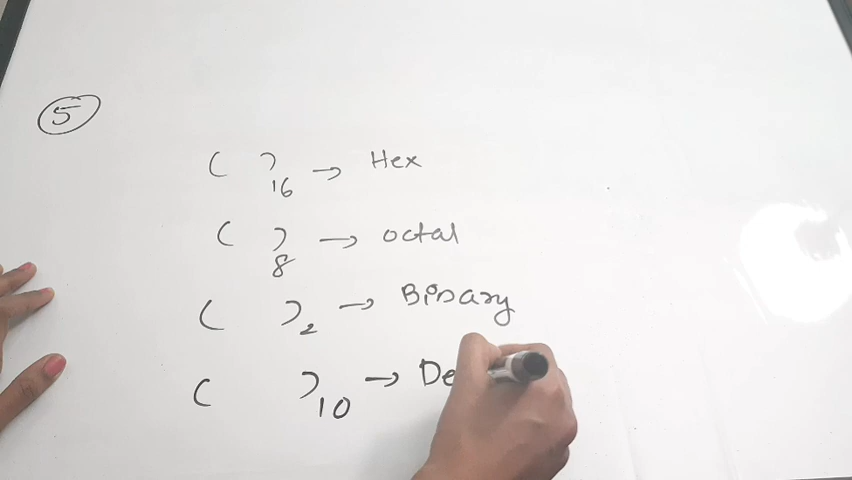 5
( )16 → Hex
( )8 → octal
( )2 → Binary
( )10 → De